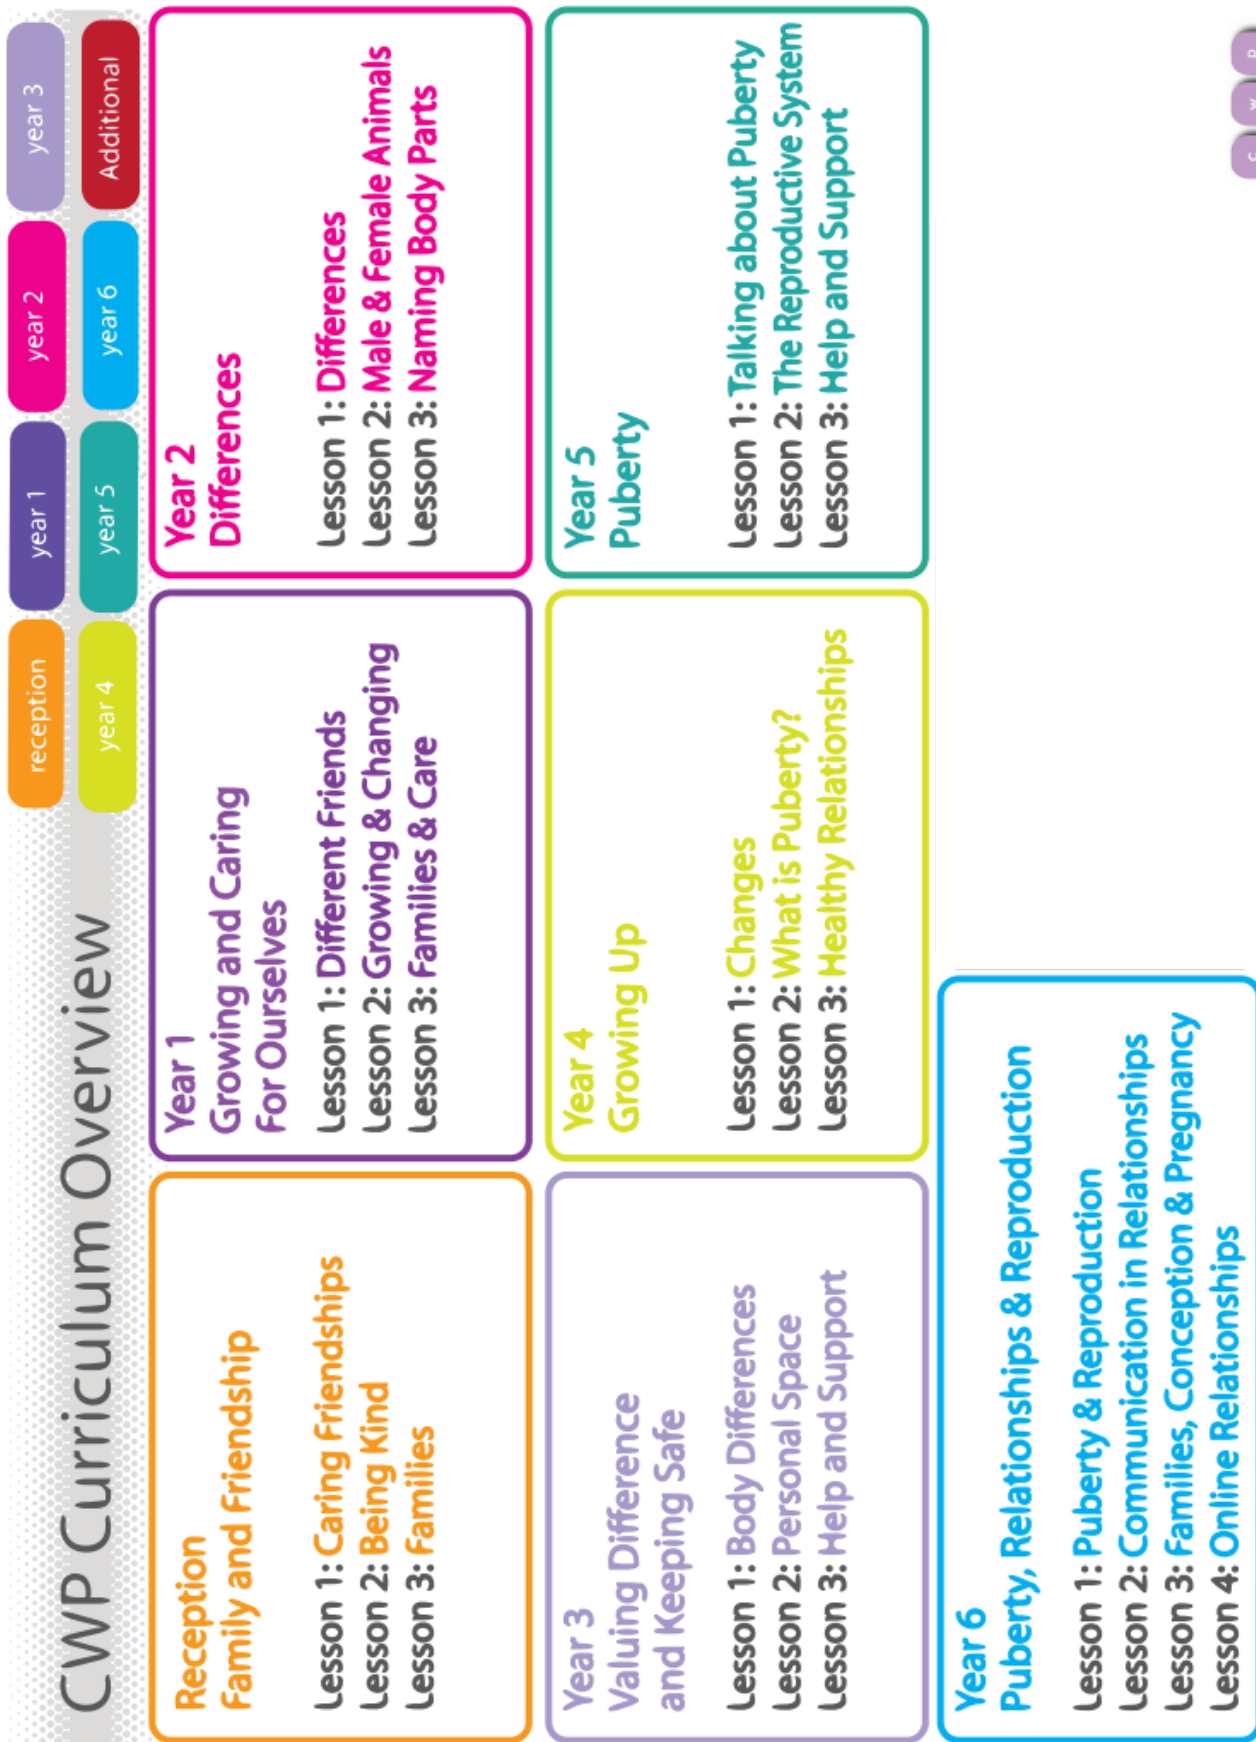 CWP Curriculum Overview
reception
year 1
year 2
year 3
year 4
year 5
year 6
Additional
Reception
Family and Friendship
Lesson 1: Caring Friendships
Lesson 2: Being Kind
Lesson 3: Families
Year 1
Growing and Caring
For Ourselves
Lesson 1: Different Friends
Lesson 2: Growing & Changing
Lesson 3: Families & Care
Year 2
Differences
Lesson 1: Differences
Lesson 2: Male & Female Animals
Lesson 3: Naming Body Parts
Year 3
Valuing Difference
and Keeping Safe
Lesson 1: Body Differences
Lesson 2: Personal Space
Lesson 3: Help and Support
Year 4
Growing Up
Lesson 1: Changes
Lesson 2: What is Puberty?
Lesson 3: Healthy Relationships
Year 5
Puberty
Lesson 1: Talking about Puberty
Lesson 2: The Reproductive System
Lesson 3: Help and Support
Year 6
Puberty, Relationships & Reproduction
Lesson 1: Puberty & Reproduction
Lesson 2: Communication in Relationships
Lesson 3: Families, Conception & Pregnancy
Lesson 4: Online Relationships